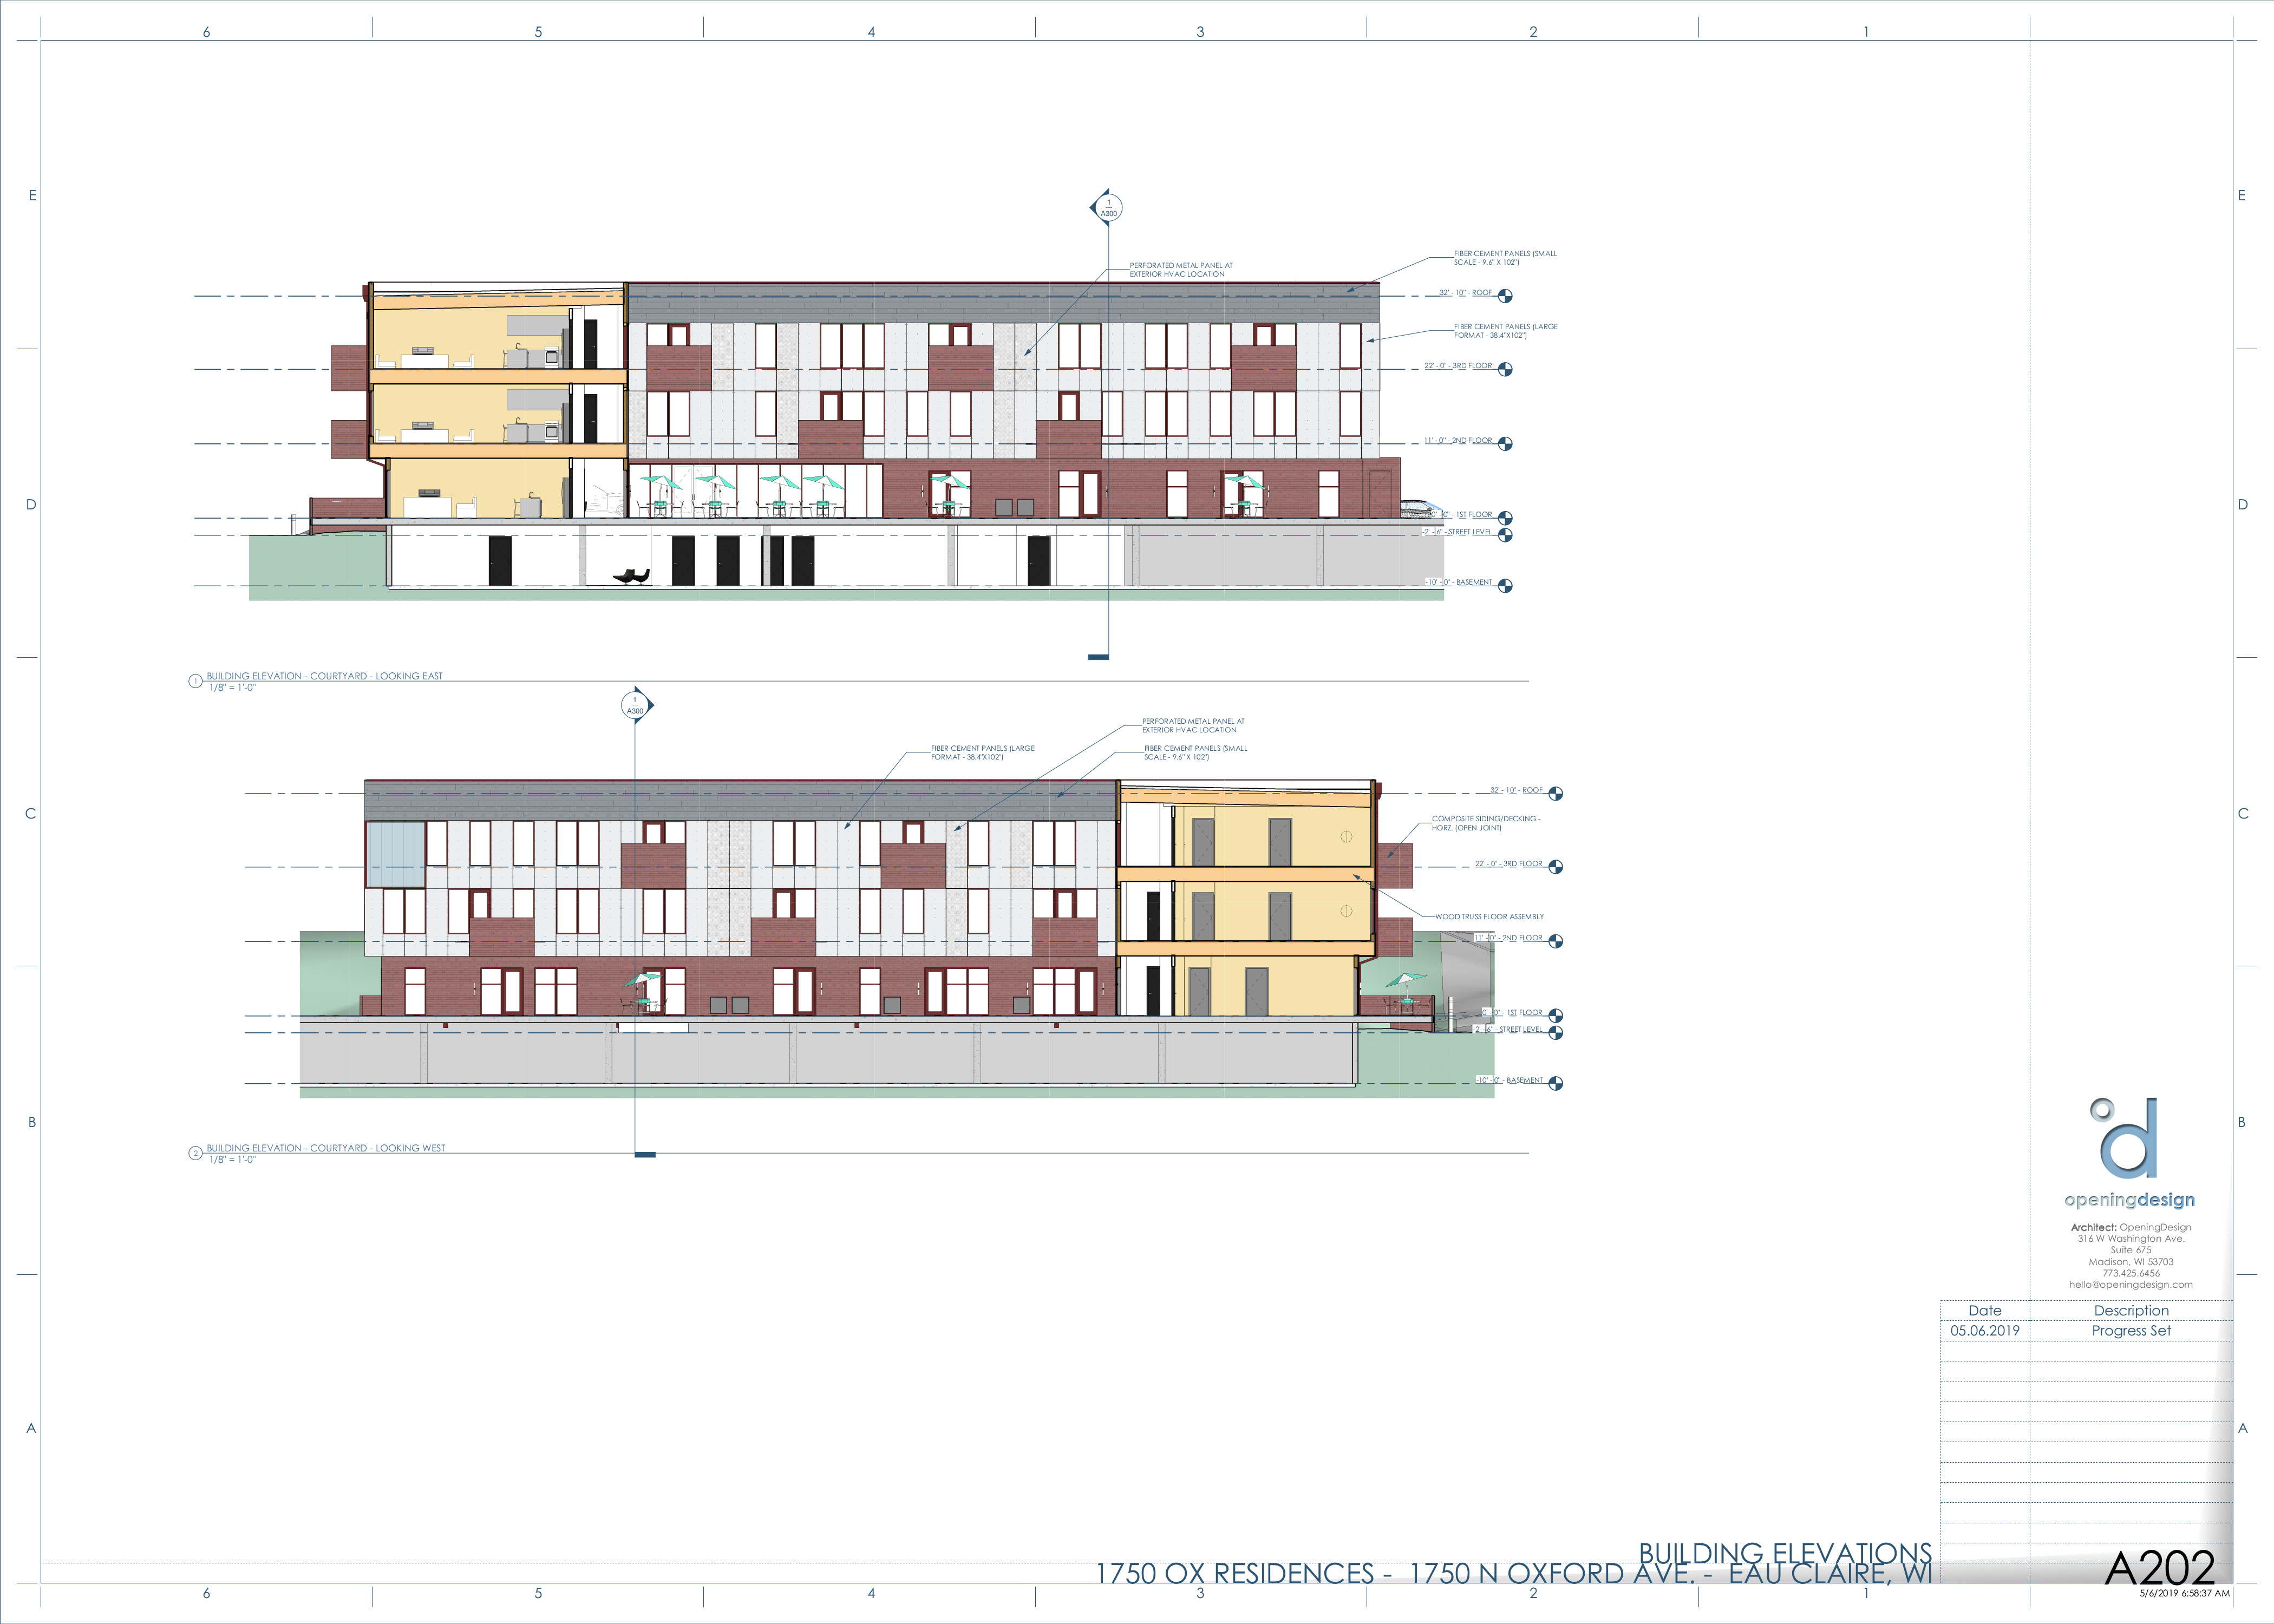 6 5 4 3 2 1
E E
D D
C C
B B
A A
1
A300
PERFORATED METAL PANEL AT
EXTERIOR HVAC LOCATION
FIBER CEMENT PANELS (SMALL
SCALE - 9.6" X 102")
32' - 10" - ROOF
FIBER CEMENT PANELS (LARGE
FORMAT - 38.4"X102")
22' - 0" - 3RD FLOOR
11' - 0" - 2ND FLOOR
0' - 0" - 1ST FLOOR
-2' - 6" - STREET LEVEL
-10' - 0" - BASEMENT
1 BUILDING ELEVATION - COURTYARD - LOOKING EAST
1/8" = 1'-0"
1
A300
PERFORATED METAL PANEL AT
EXTERIOR HVAC LOCATION
FIBER CEMENT PANELS (LARGE
FORMAT - 38.4"X102")
FIBER CEMENT PANELS (SMALL
SCALE - 9.6" X 102")
32' - 10" - ROOF
COMPOSITE SIDING/DECKING -
HORZ. (OPEN JOINT)
22' - 0" - 3RD FLOOR
WOOD TRUSS FLOOR ASSEMBLY
11' - 0" - 2ND FLOOR
0' - 0" - 1ST FLOOR
-2' - 6" - STREET LEVEL
-10' - 0" - BASEMENT
2 BUILDING ELEVATION - COURTYARD - LOOKING WEST
1/8" = 1'-0"
openingdesign
Architect: OpeningDesign
316 W Washington Ave.
Suite 675
Madison, WI 53703
773.425.6456
hello@openingdesign.com
Date Description
05.06.2019 Progress Set
BUILDING ELEVATIONS
1750 OX RESIDENCES - 1750 N OXFORD AVE. - EAU CLAIRE, WI
A202
5/6/2019 6:58:37 AM
6 5 4 3 2 1